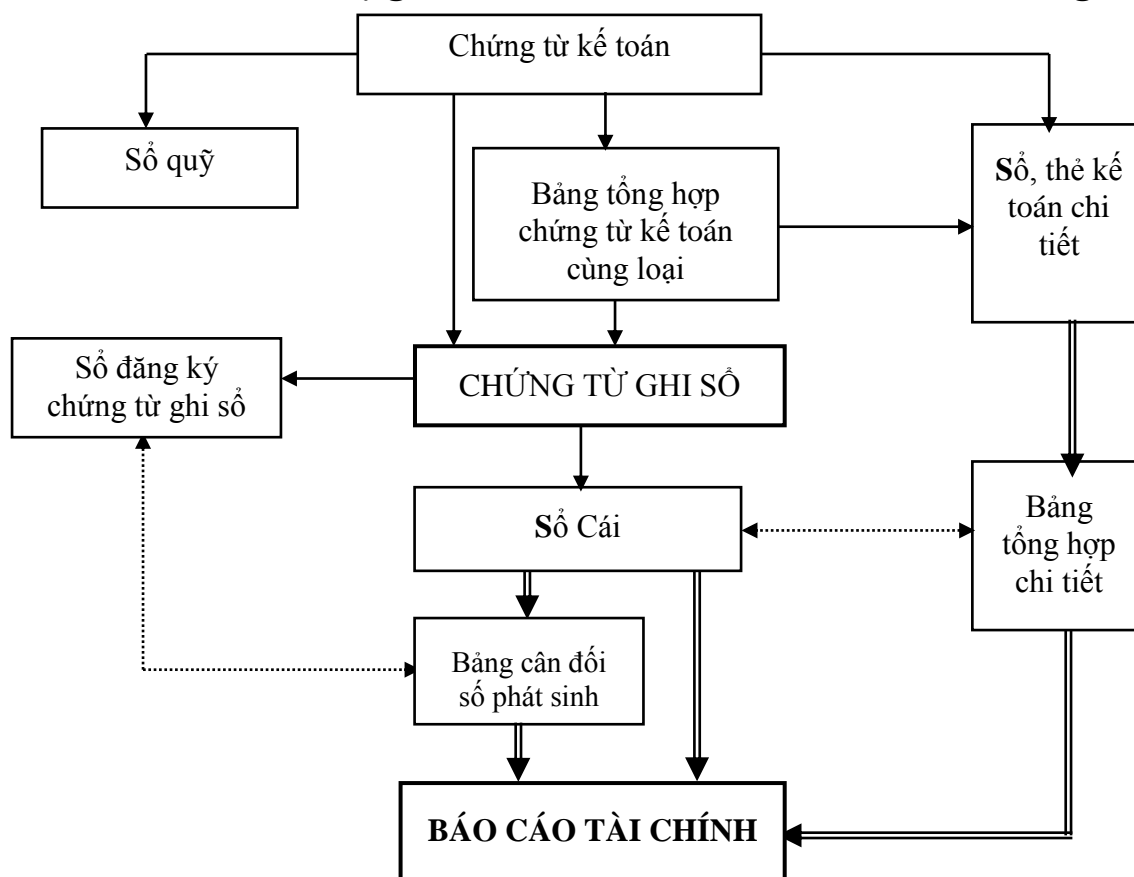 Chứng từ kế toán
Sổ quỹ
Bảng tổng hợp
chứng từ kế toán
cùng loại
Sổ, thẻ kế
toán chi
tiết
Sổ đăng ký
chứng từ ghi sổ
CHỨNG TỪ GHI SỔ
Sổ Cái
Bảng
tổng hợp
chi tiết
Bảng cân đối
số phát sinh
BÁO CÁO TÀI CHÍNH